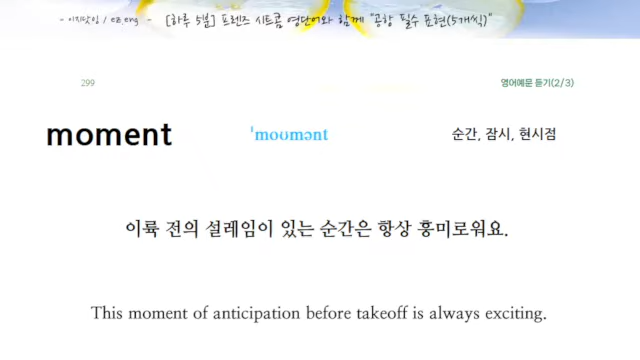 - 이지낫잉 / ez_eng - [하루 5분] 프렌즈 시트콤 영단어와 함께 "공항 필수 표현(5개씩)"
299 영어예문 듣기(2/3)
moment ˈmoʊmənt 순간, 잠시, 현시점
이륙 전의 설레임이 있는 순간은 항상 흥미로워요.
This moment of anticipation before takeoff is always exciting.